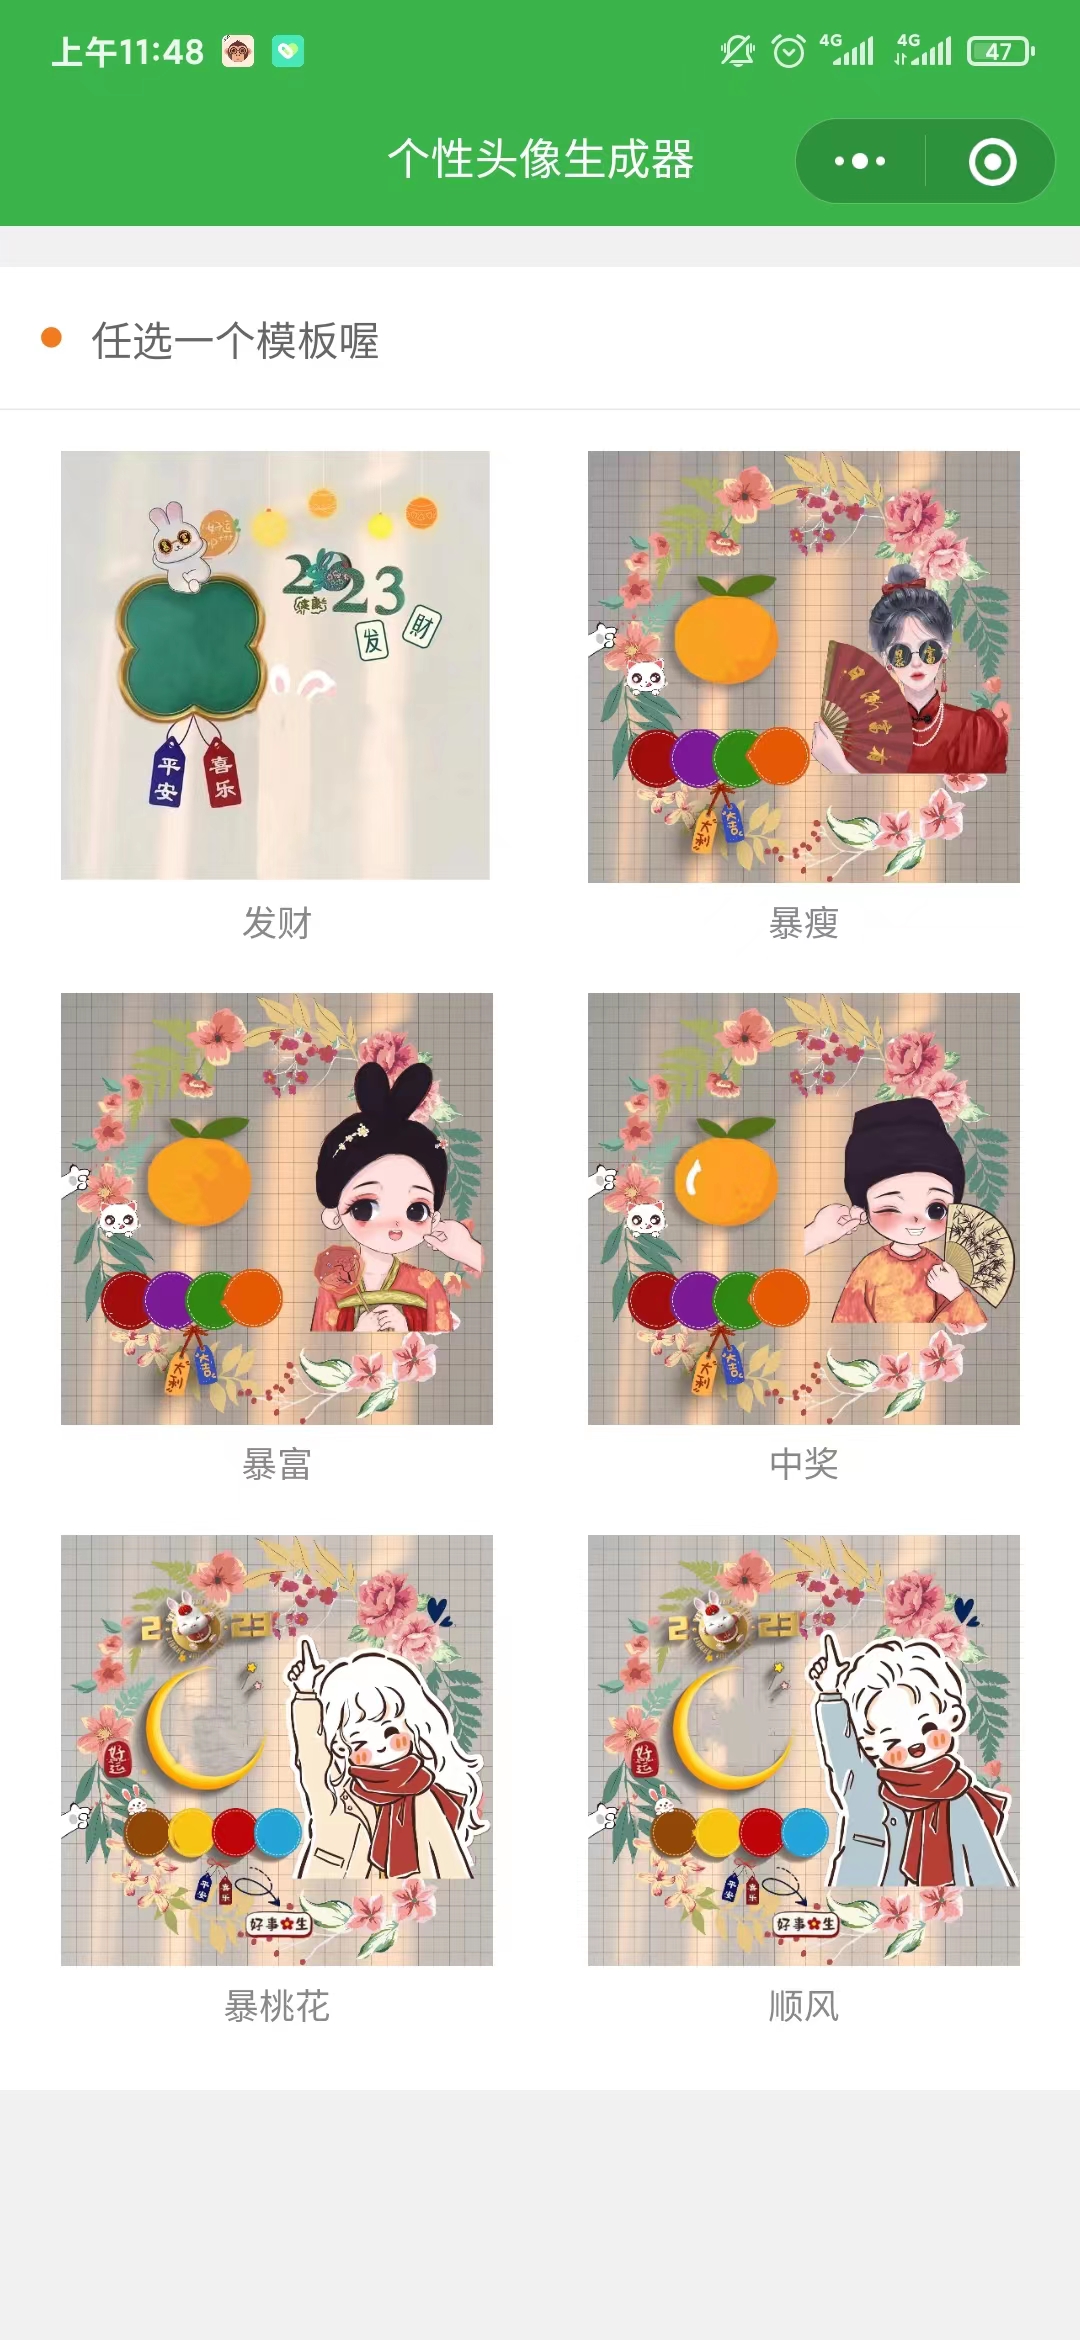 上午11:48
4G
4G
47
个性头像生成器
任选一个模板喔
2023
发
财
平安
喜乐
发财
暴富
大利
大吉
暴瘦
大利
大吉
暴富
大利
大吉
中奖
2023
好运
平安
喜乐
好事
生
暴桃花
2023
好运
平安
喜乐
好事
生
顺风